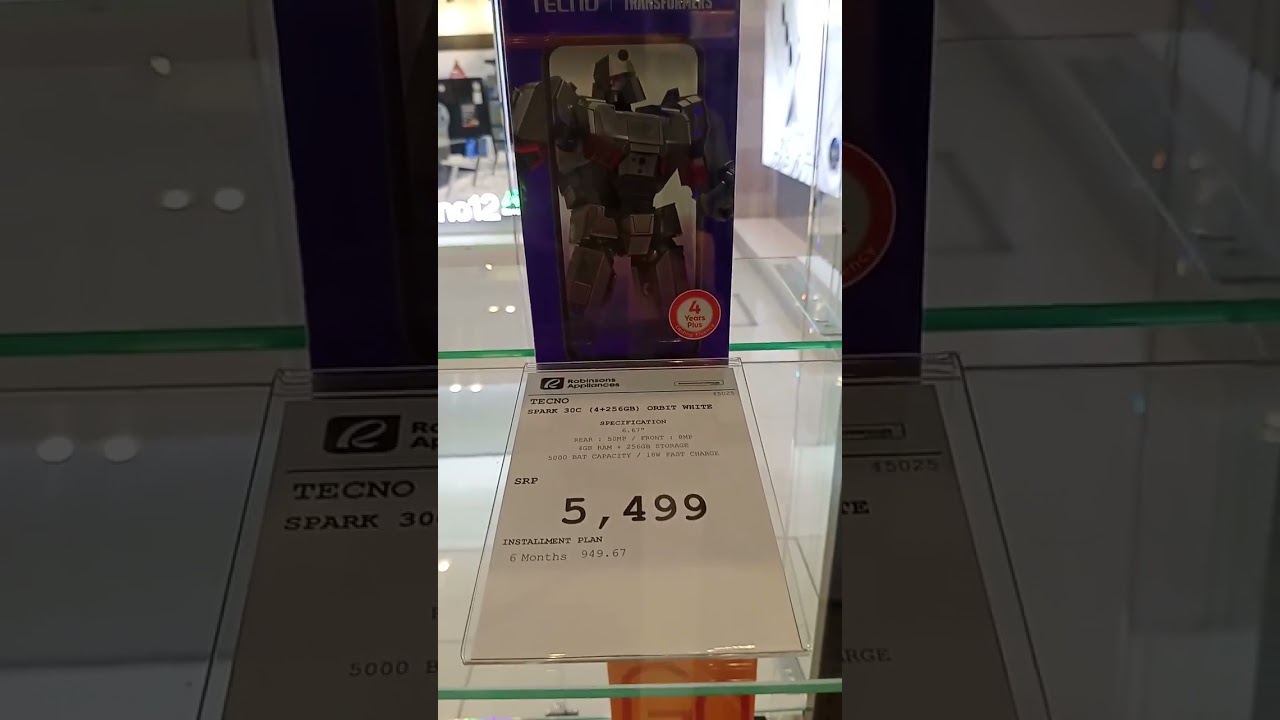 TECNO | TRANSFORMERS
no12
4
Years
Plus
Robinsons
Appliances
45025
TECNO
SPARK 30C (4+256GB) ORBIT WHITE
SPECIFICATION
6.67"
REAR : 50MP / FRONT : 8MP
4GB RAM + 256GB STORAGE
5000 BAT CAPACITY / 18W FAST CHARGE
SRP
5,499
INSTALLMENT PLAN
6 Months 949.67